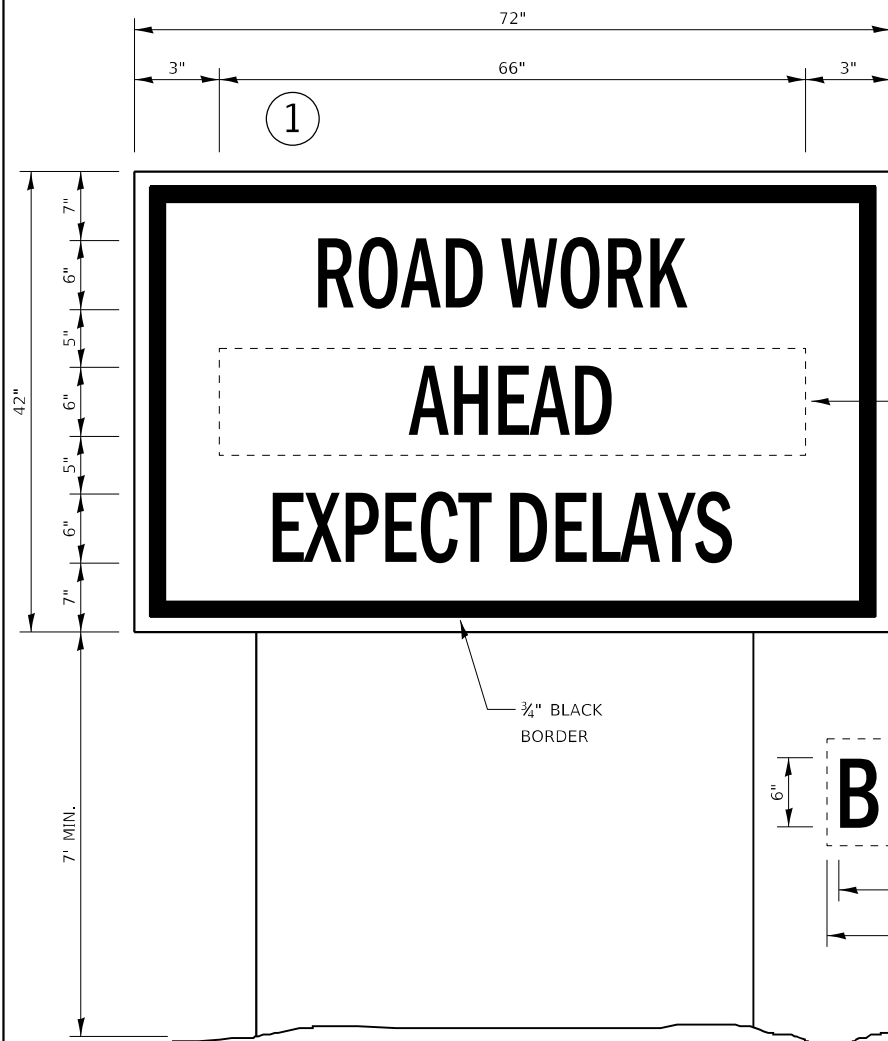 72"
3" 66" 3"
1
7"
6"
5"
6"
5"
6"
7"
42"
ROAD WORK
AHEAD
EXPECT DELAYS
¾" BLACK
BORDER
7' MIN.
6"
B